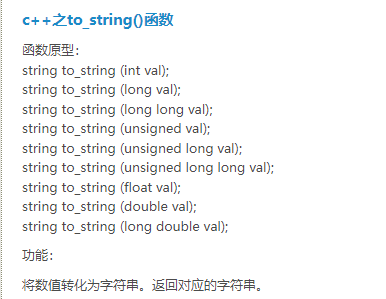 c++之to_string()函数
函数原型：
string to_string (int val);
string to_string (long val);
string to_string (long long val);
string to_string (unsigned val);
string to_string (unsigned long val);
string to_string (unsigned long long val);
string to_string (float val);
string to_string (double val);
string to_string (long double val);
功能：
将数值转化为字符串。返回对应的字符串。